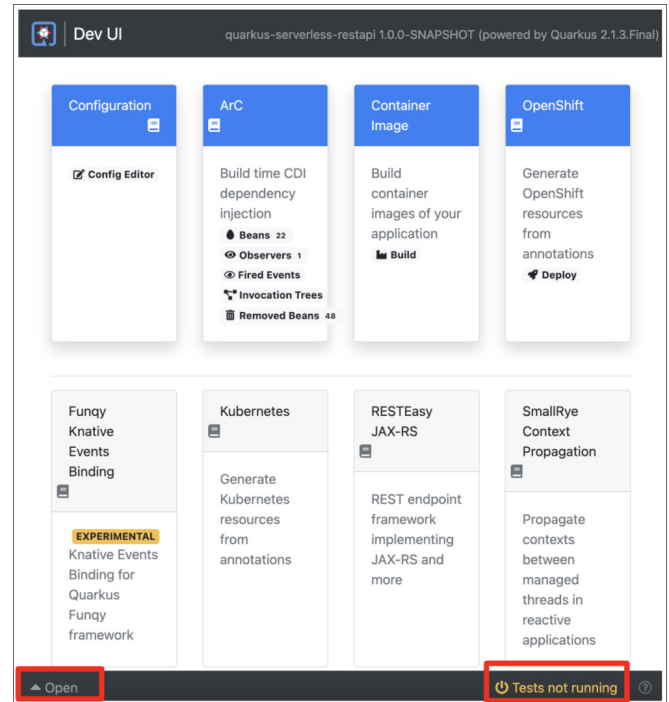 Dev UI
quarkus-serverless-restapi 1.0.0-SNAPSHOT (powered by Quarkus 2.1.3.Final)
Configuration
Config Editor
ArC
Build time CDI
dependency
injection
Beans 22
Observers 1
Fired Events
Invocation Trees
Removed Beans 48
Container
Image
Build
container
images of your
application
Build
OpenShift
Generate
OpenShift
resources
from
annotations
Deploy
Funqy
Knative
Events
Binding
EXPERIMENTAL
Knative Events
Binding for
Quarkus
Funqy
framework
Kubernetes
Generate
Kubernetes
resources
from
annotations
RESTEasy
JAX-RS
REST endpoint
framework
implementing
JAX-RS and
more
SmallRye
Context
Propagation
Propagate
contexts
between
managed
threads in
reactive
applications
Open
Tests not running
?